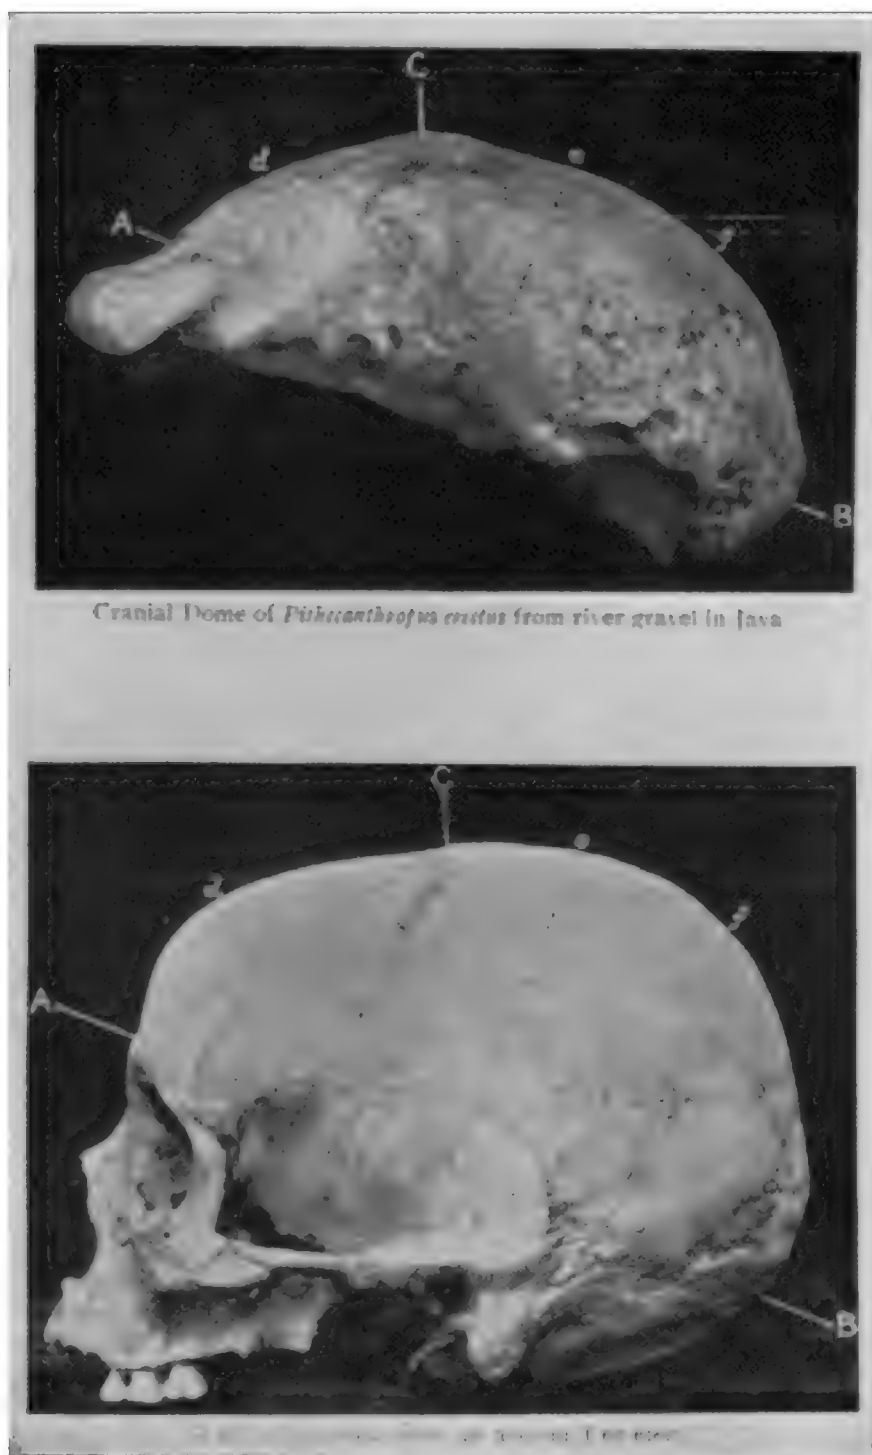 C
d
e
A
f
B
Cranial Dome of Pithecanthropus erectus from river gravel in Java
C
d
e
f
A
B